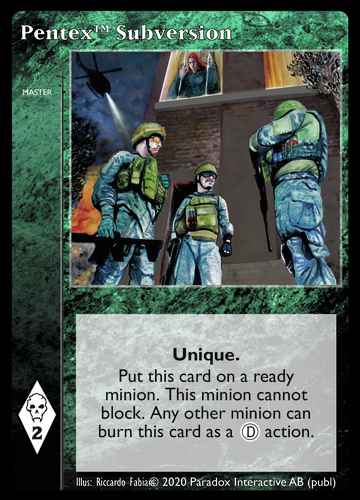 Pentex™ Subversion
MASTER
Unique.
Put this card on a ready
minion. This minion cannot
block. Any other minion can
burn this card as a Ⓓ action.
2
Illus: Riccardo Fabiani © 2020 Paradox Interactive AB (publ)